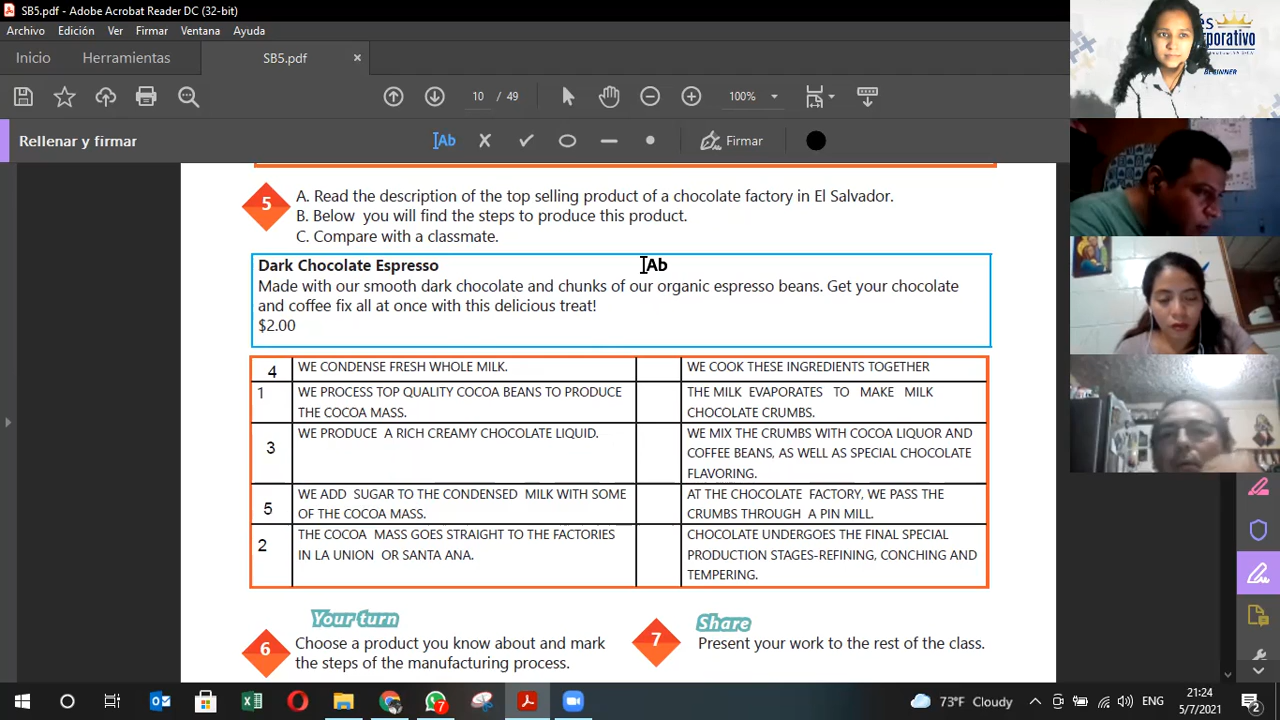 SB5.pdf - Adobe Acrobat Reader DC (32-bit)
Archivo Edición Ver Firmar Ventana Ayuda
Inicio Herramientas SB5.pdf ×
10 / 49 100%
Rellenar y firmar Ab Firmar
és
rporativo
BEGINNER
5
A. Read the description of the top selling product of a chocolate factory in El Salvador.
B. Below you will find the steps to produce this product.
C. Compare with a classmate.
Dark Chocolate Espresso
Ab
Made with our smooth dark chocolate and chunks of our organic espresso beans. Get your chocolate
and coffee fix all at once with this delicious treat!
$2.00
4 WE CONDENSE FRESH WHOLE MILK.
1 WE PROCESS TOP QUALITY COCOA BEANS TO PRODUCE
THE COCOA MASS.
3 WE PRODUCE A RICH CREAMY CHOCOLATE LIQUID.
5 WE ADD SUGAR TO THE CONDENSED MILK WITH SOME
OF THE COCOA MASS.
2 THE COCOA MASS GOES STRAIGHT TO THE FACTORIES
IN LA UNION OR SANTA ANA.
WE COOK THESE INGREDIENTS TOGETHER
THE MILK EVAPORATES TO MAKE MILK
CHOCOLATE CRUMBS.
WE MIX THE CRUMBS WITH COCOA LIQUOR AND
COFFEE BEANS, AS WELL AS SPECIAL CHOCOLATE
FLAVORING.
AT THE CHOCOLATE FACTORY, WE PASS THE
CRUMBS THROUGH A PIN MILL.
CHOCOLATE UNDERGOES THE FINAL SPECIAL
PRODUCTION STAGES-REFINING, CONCHING AND
TEMPERING.
Your turn
6
Choose a product you know about and mark
the steps of the manufacturing process.
Share
7
Present your work to the rest of the class.
7
73°F Cloudy
ENG
21:24
5/7/2021
2